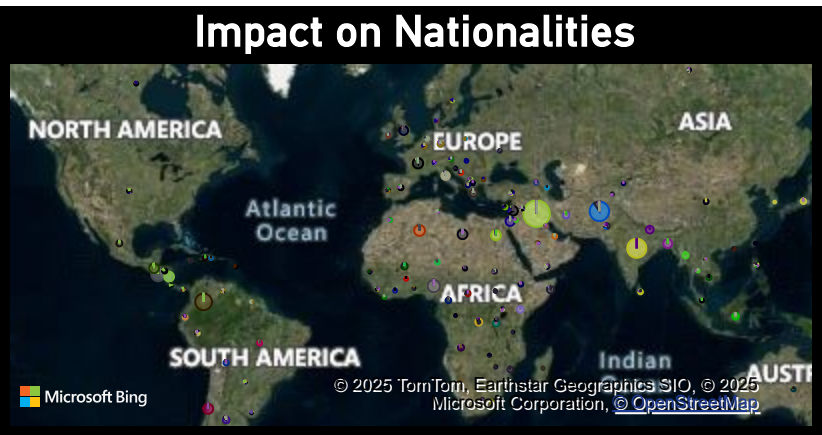 Impact on Nationalities
NORTH AMERICA
EUROPE
ASIA
Atlantic
Ocean
AFRICA
SOUTH AMERICA
Indian
AUST
Microsoft Bing
© 2025 TomTom, Earthstar Geographics SIO, © 2025
Microsoft Corporation, © OpenStreetMap